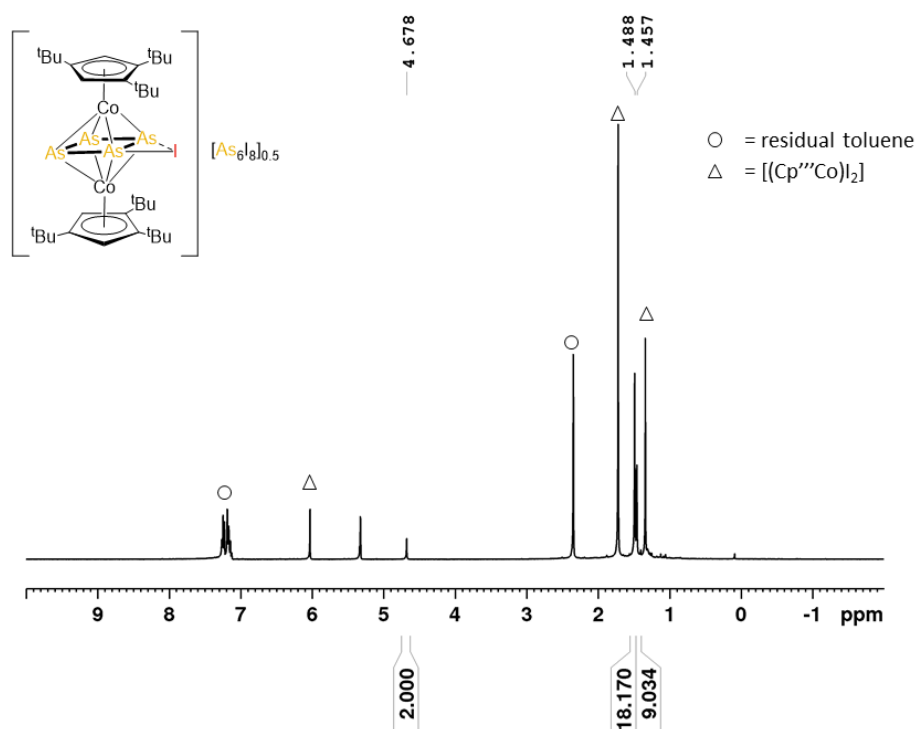 4.678
1.488
1.457
tBu
tBu
tBu
Co
As
As
As
As
I
Co
tBu
tBu
tBu
[As6I8]0.5
○ = residual toluene
△ = [(Cp′′′Co)I2]
○
△
○
△
△
9 8 7 6 5 4 3 2 1 0 -1 ppm
2.000
18.170
9.034